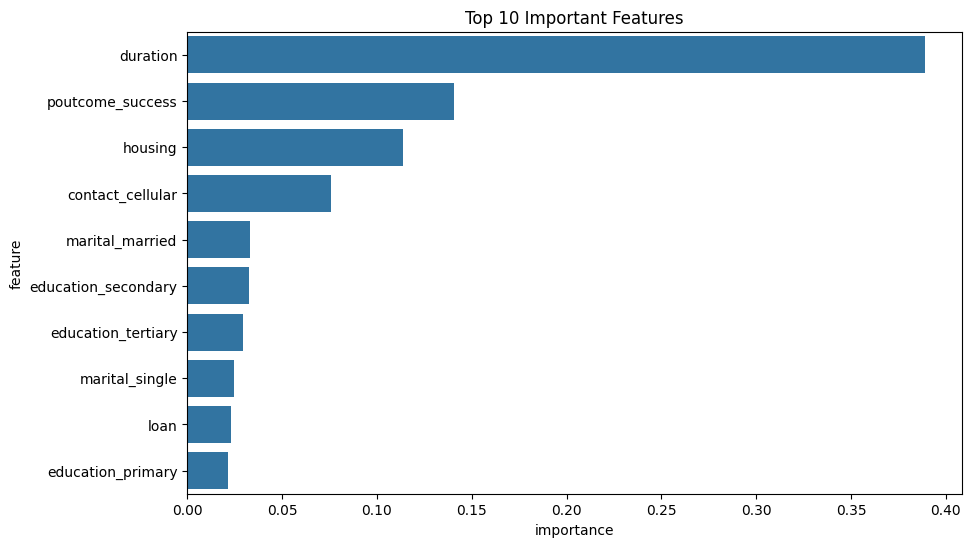 Top 10 Important Features
duration
poutcome_success
housing
contact_cellular
marital_married
education_secondary
education_tertiary
marital_single
loan
education_primary
feature
0.00 0.05 0.10 0.15 0.20 0.25 0.30 0.35 0.40
importance